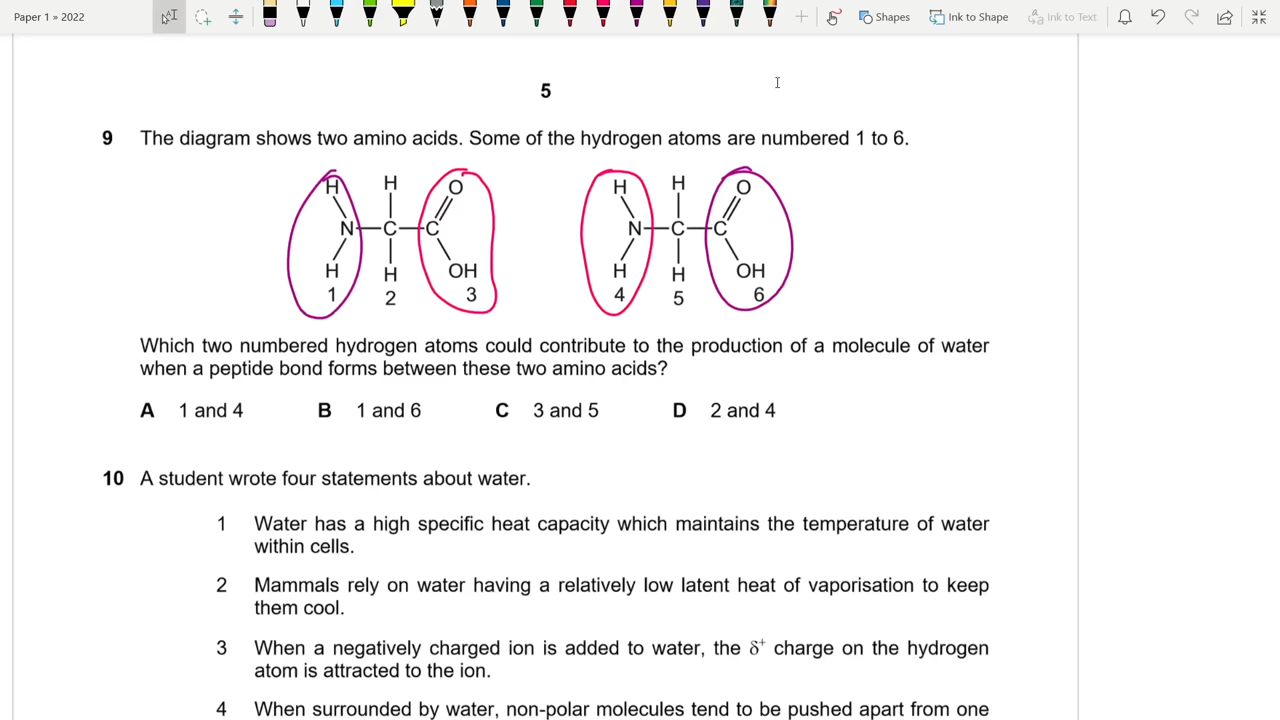 Paper 1 » 2022
Shapes
Ink to Shape
Ink to Text
5
9 The diagram shows two amino acids. Some of the hydrogen atoms are numbered 1 to 6.
H H O H H O
N C C N C C
H H OH H H OH
1 2 3 4 5 6
Which two numbered hydrogen atoms could contribute to the production of a molecule of water
when a peptide bond forms between these two amino acids?
A 1 and 4 B 1 and 6 C 3 and 5 D 2 and 4
10 A student wrote four statements about water.
1 Water has a high specific heat capacity which maintains the temperature of water
within cells.
2 Mammals rely on water having a relatively low latent heat of vaporisation to keep
them cool.
3 When a negatively charged ion is added to water, the δ⁺ charge on the hydrogen
atom is attracted to the ion.
4 When surrounded by water, non-polar molecules tend to be pushed apart from one